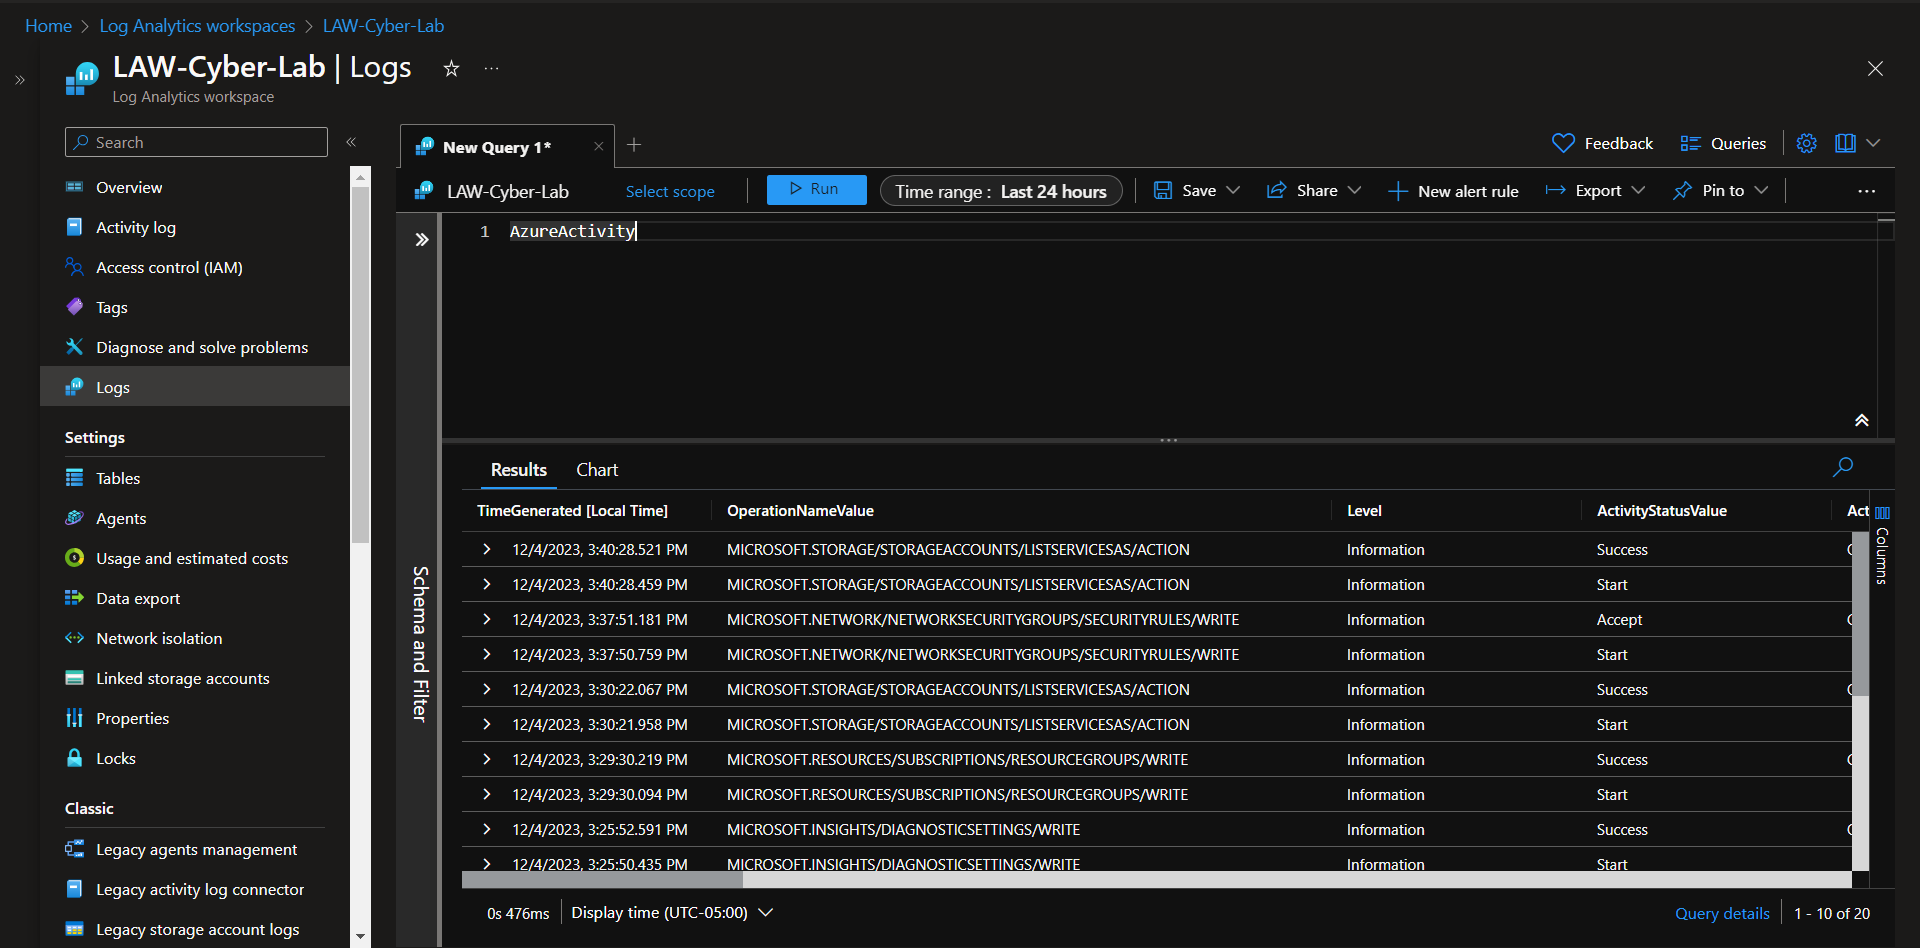 Home > Log Analytics workspaces > LAW-Cyber-Lab
LAW-Cyber-Lab | Logs
Log Analytics workspace
Search
Overview
Activity log
Access control (IAM)
Tags
Diagnose and solve problems
Logs
Settings
Tables
Agents
Usage and estimated costs
Data export
Network isolation
Linked storage accounts
Properties
Locks
Classic
Legacy agents management
Legacy activity log connector
Legacy storage account logs
New Query 1*
Feedback
Queries
LAW-Cyber-Lab
Select scope
Run
Time range : Last 24 hours
Save
Share
New alert rule
Export
Pin to
Schema and Filter
1 AzureActivity
Results Chart
TimeGenerated [Local Time] OperationNameValue Level ActivityStatusValue Act
12/4/2023, 3:40:28.521 PM MICROSOFT.STORAGE/STORAGEACCOUNTS/LISTSERVICESAS/ACTION Information Success
12/4/2023, 3:40:28.459 PM MICROSOFT.STORAGE/STORAGEACCOUNTS/LISTSERVICESAS/ACTION Information Start
12/4/2023, 3:37:51.181 PM MICROSOFT.NETWORK/NETWORKSECURITYGROUPS/SECURITYRULES/WRITE Information Accept
12/4/2023, 3:37:50.759 PM MICROSOFT.NETWORK/NETWORKSECURITYGROUPS/SECURITYRULES/WRITE Information Start
12/4/2023, 3:30:22.067 PM MICROSOFT.STORAGE/STORAGEACCOUNTS/LISTSERVICESAS/ACTION Information Success
12/4/2023, 3:30:21.958 PM MICROSOFT.STORAGE/STORAGEACCOUNTS/LISTSERVICESAS/ACTION Information Start
12/4/2023, 3:29:30.219 PM MICROSOFT.RESOURCES/SUBSCRIPTIONS/RESOURCEGROUPS/WRITE Information Success
12/4/2023, 3:29:30.094 PM MICROSOFT.RESOURCES/SUBSCRIPTIONS/RESOURCEGROUPS/WRITE Information Start
12/4/2023, 3:25:52.591 PM MICROSOFT.INSIGHTS/DIAGNOSTICSETTINGS/WRITE Information Success
12/4/2023, 3:25:50.435 PM MICROSOFT.INSIGHTS/DIAGNOSTICSETTINGS/WRITE Information Start
Columns
0s 476ms
Display time (UTC-05:00)
Query details
1 - 10 of 20